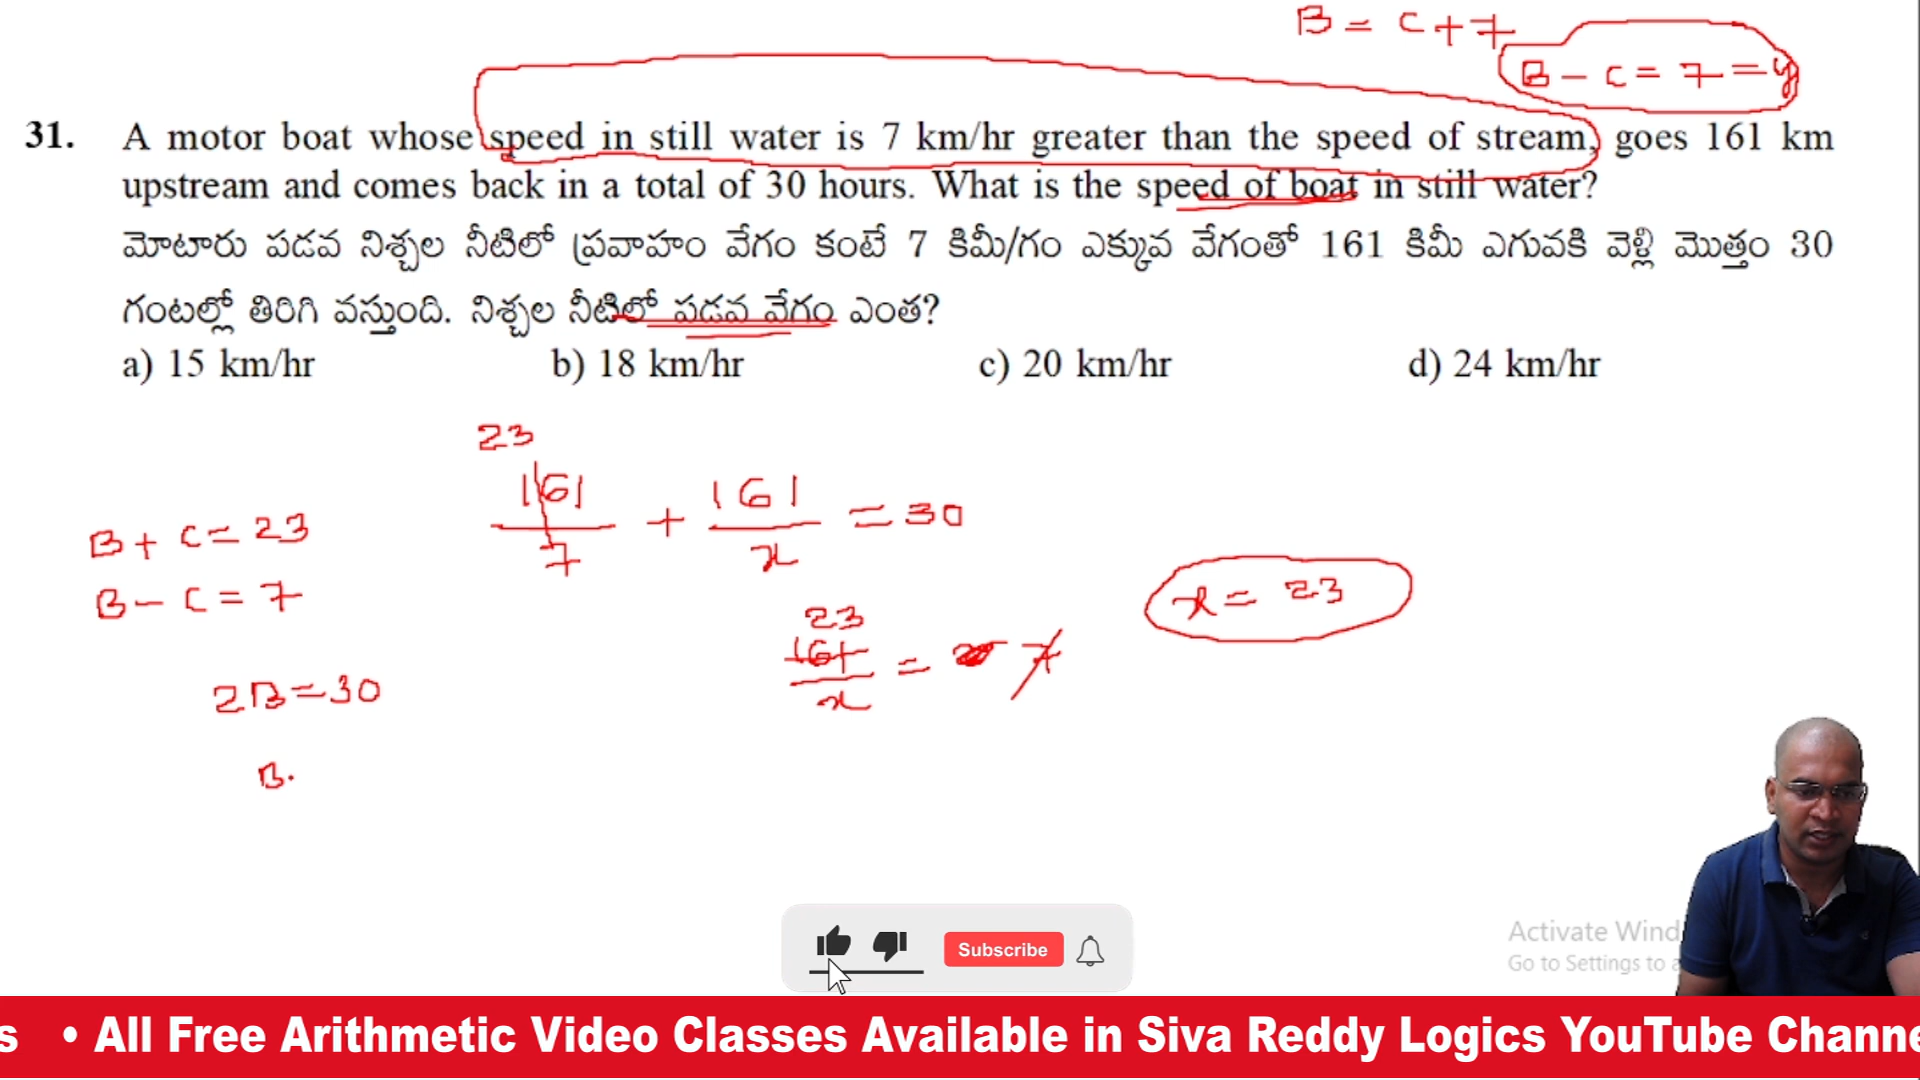 B = C + 7
B - C = 7 = y
31. A motor boat whose speed in still water is 7 km/hr greater than the speed of stream, goes 161 km
upstream and comes back in a total of 30 hours. What is the speed of boat in still water?
మోటారు పడవ నిశ్చల నీటిలో ప్రవాహం వేగం కంటే 7 కిమీ/గం ఎక్కువ వేగంతో 161 కిమీ ఎగువకి వెళ్లి మొత్తం 30
గంటల్లో తిరిగి వస్తుంది. నిశ్చల నీటిలో పడవ వేగం ఎంత?
a) 15 km/hr b) 18 km/hr c) 20 km/hr d) 24 km/hr
23
161/7 + 161/x = 30
B + C = 23
B - C = 7
x = 23
23
161/x = 7
2B = 30
B.
Subscribe
Activate Wind
Go to Settings to a
s • All Free Arithmetic Video Classes Available in Siva Reddy Logics YouTube Channe